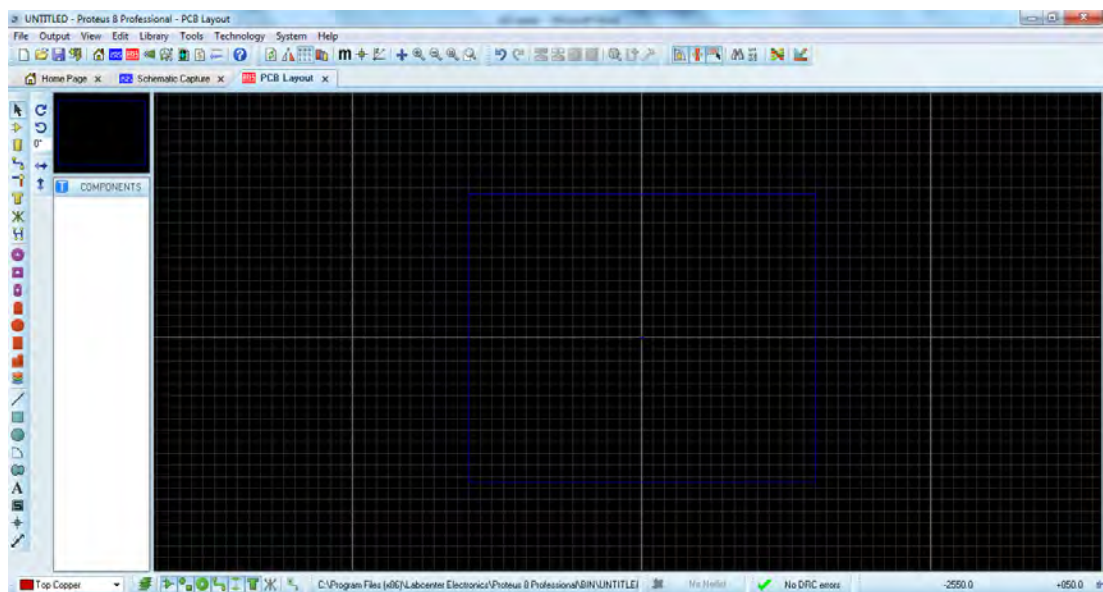 UNTITLED - Proteus 8 Professional - PCB Layout
File Output View Edit Library Tools Technology System Help
Home Page Schematic Capture PCB Layout
0°
COMPONENTS
Top Copper C:\Program Files (x86)\Labcenter Electronics\Proteus 8 Professional\BIN\UNTITLE No DRC errors -2550.0 +050.0 th